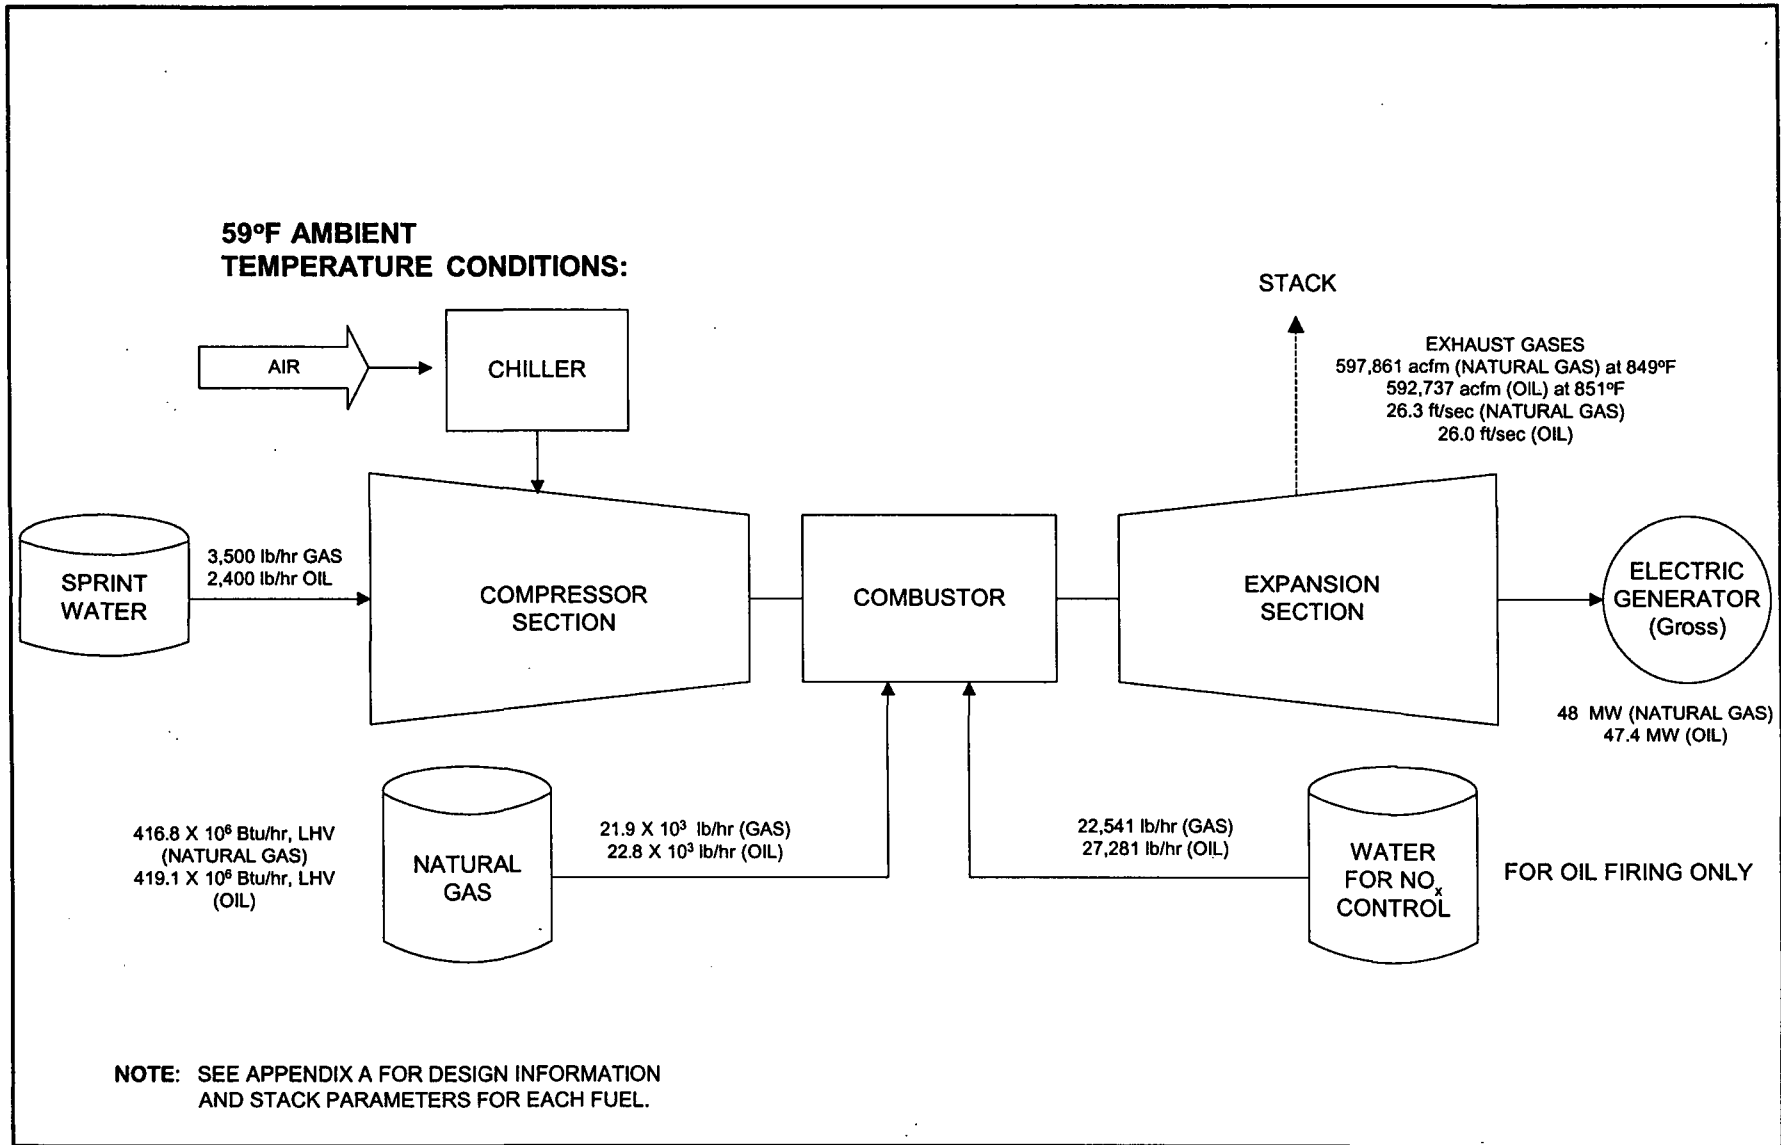 59ºF AMBIENT
TEMPERATURE CONDITIONS:
AIR
CHILLER
STACK
EXHAUST GASES
597,861 acfm (NATURAL GAS) at 849ºF
592,737 acfm (OIL) at 851ºF
26.3 ft/sec (NATURAL GAS)
26.0 ft/sec (OIL)
SPRINT
WATER
3,500 lb/hr GAS
2,400 lb/hr OIL
COMPRESSOR
SECTION
COMBUSTOR
EXPANSION
SECTION
ELECTRIC
GENERATOR
(Gross)
48 MW (NATURAL GAS)
47.4 MW (OIL)
416.8 X 10⁶ Btu/hr, LHV
(NATURAL GAS)
419.1 X 10⁶ Btu/hr, LHV
(OIL)
NATURAL
GAS
21.9 X 10³ lb/hr (GAS)
22.8 X 10³ lb/hr (OIL)
22,541 lb/hr (GAS)
27,281 lb/hr (OIL)
WATER
FOR NOₓ
CONTROL
FOR OIL FIRING ONLY
NOTE: SEE APPENDIX A FOR DESIGN INFORMATION
AND STACK PARAMETERS FOR EACH FUEL.